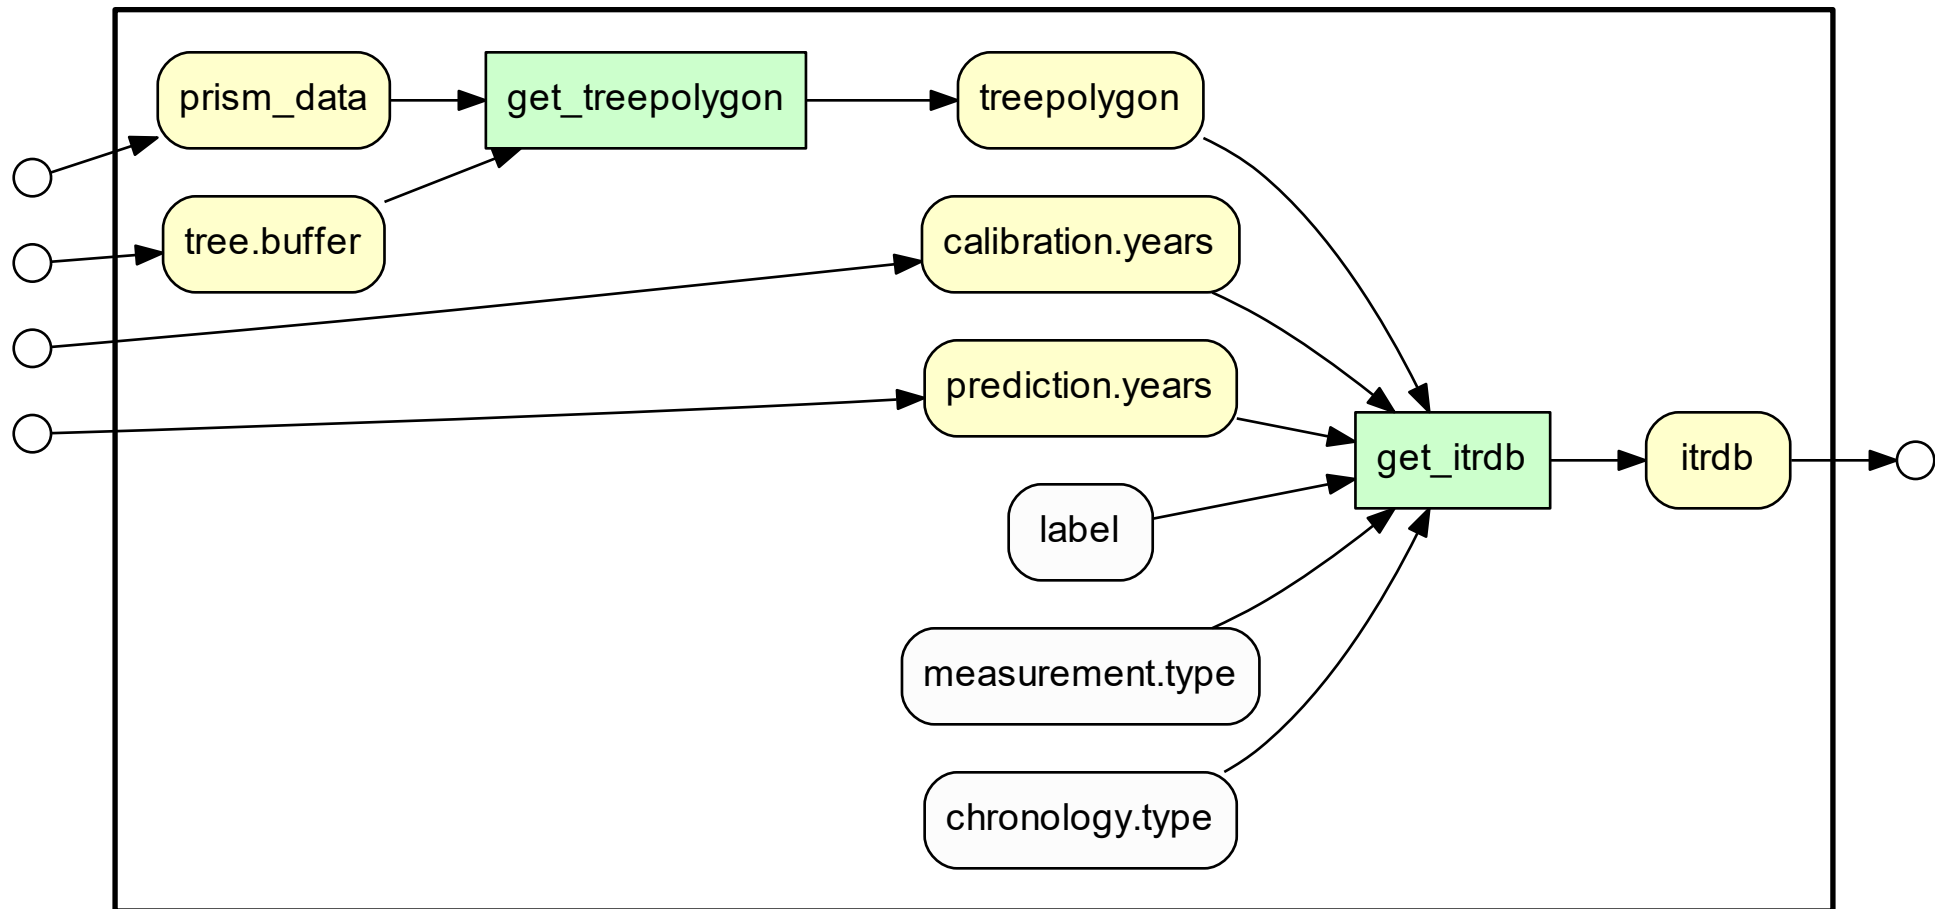 prism_data
get_treepolygon
treepolygon
tree.buffer
calibration.years
prediction.years
get_itrdb
itrdb
label
measurement.type
chronology.type